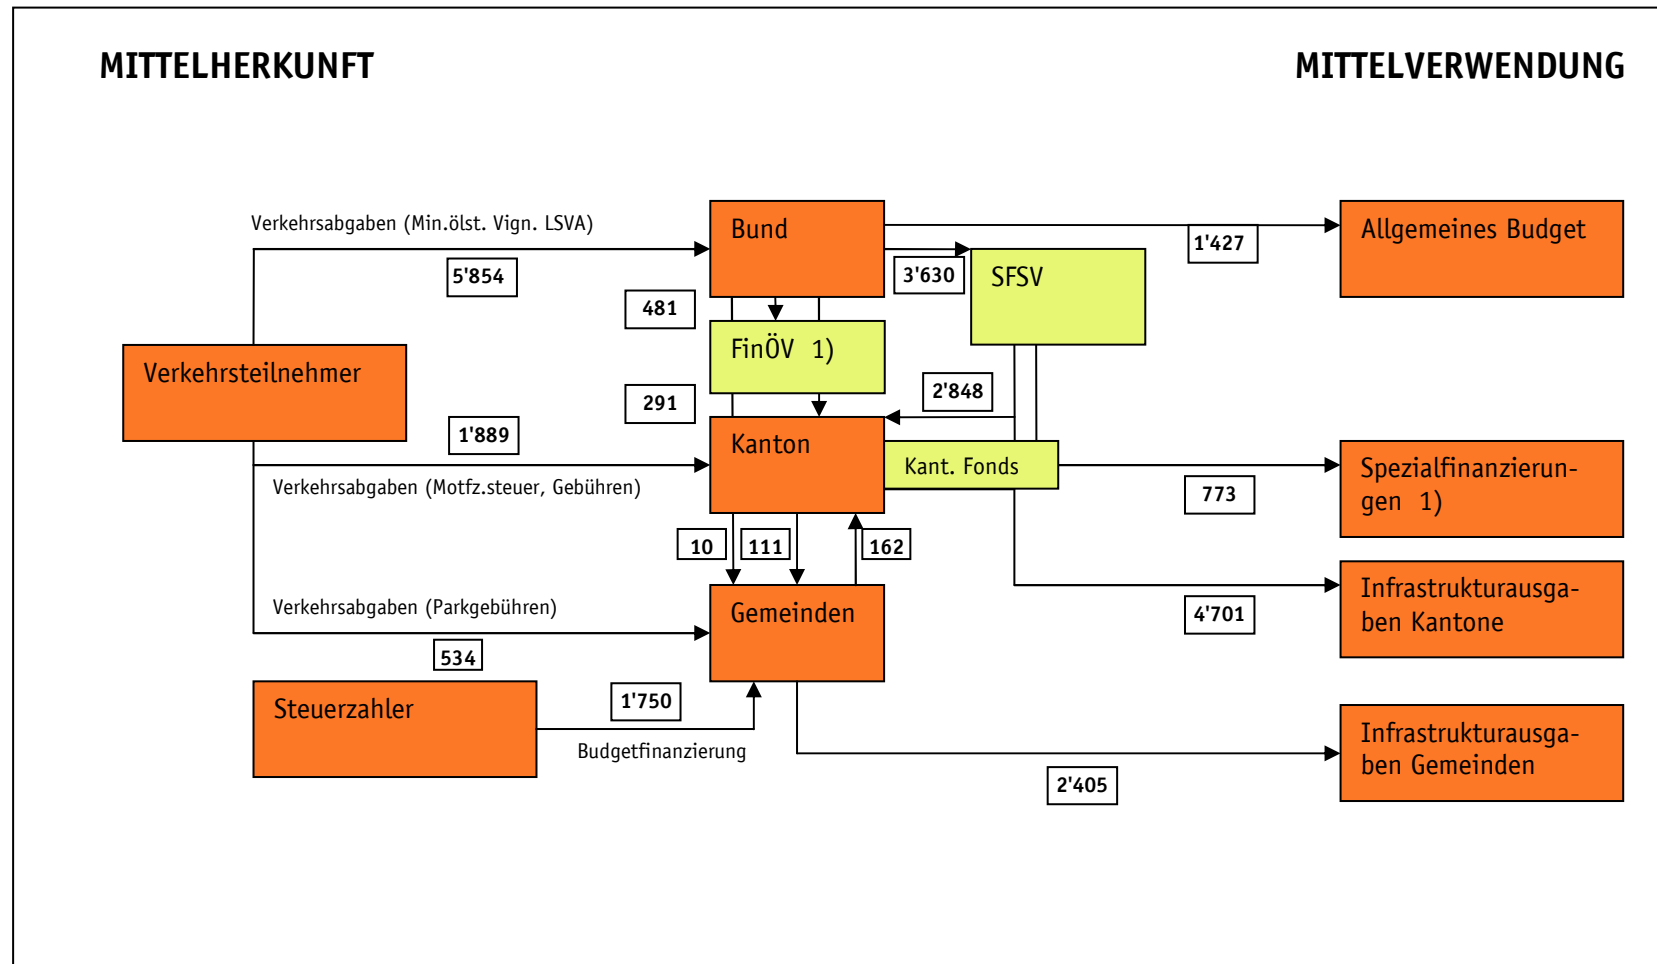 MITTELHERKUNFT
MITTELVERWENDUNG
Verkehrsabgaben (Min.ölst. Vign. LSVA)
5'854
Bund
1'427
Allgemeines Budget
3'630
SFSV
481
FinÖV 1)
Verkehrsteilnehmer
291
2'848
1'889
Kanton
Kant. Fonds
Verkehrsabgaben (Motfz.steuer, Gebühren)
773
Spezialfinanzierun-
gen 1)
10
111
162
Verkehrsabgaben (Parkgebühren)
534
Gemeinden
4'701
Infrastrukturausga-
ben Kantone
Steuerzahler
1'750
Budgetfinanzierung
2'405
Infrastrukturausga-
ben Gemeinden